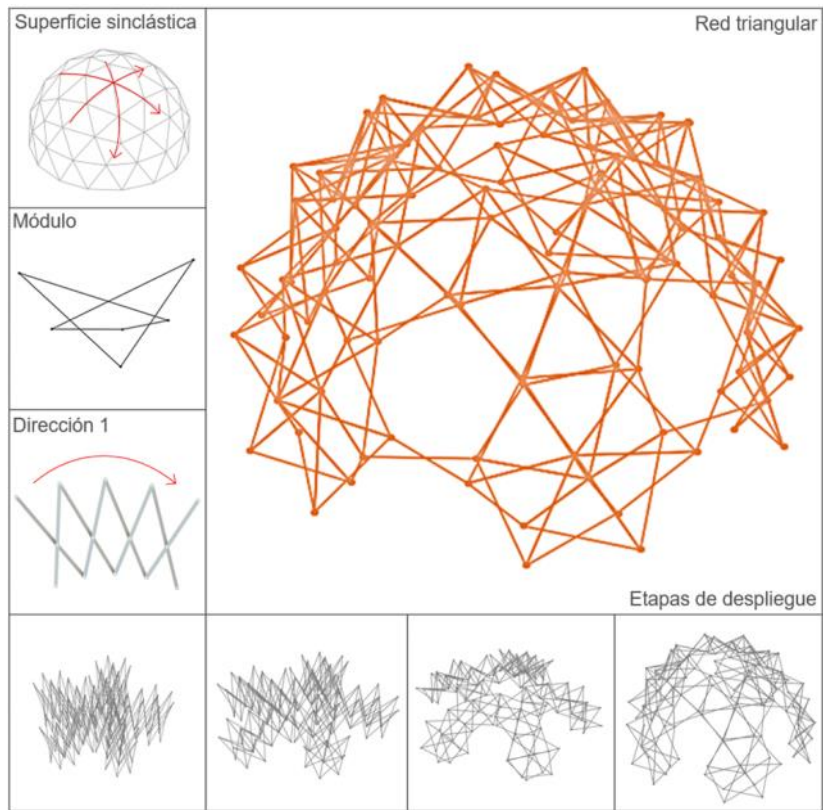 Superficie sinclástica
Red triangular
Módulo
Dirección 1
Etapas de despliegue